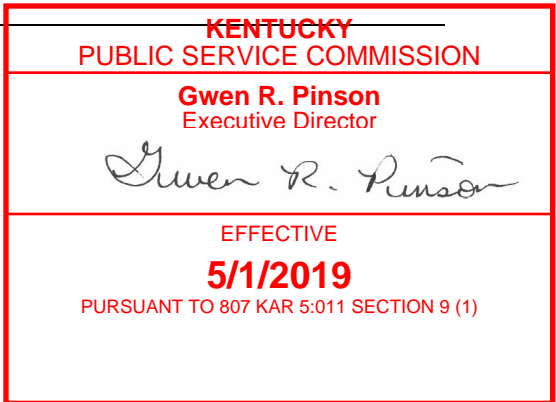 KENTUCKY
PUBLIC SERVICE COMMISSION
Gwen R. Pinson
Executive Director
Gwen R. Pinson
EFFECTIVE
5/1/2019
PURSUANT TO 807 KAR 5:011 SECTION 9 (1)